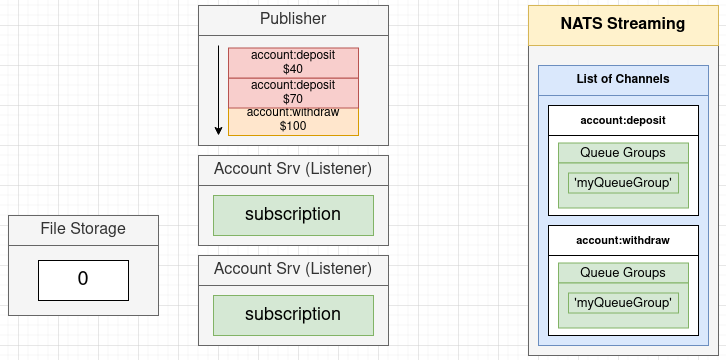 Publisher
account:deposit
$40
account:deposit
$70
account:withdraw
$100
Account Srv (Listener)
subscription
Account Srv (Listener)
subscription
File Storage
0
NATS Streaming
List of Channels
account:deposit
Queue Groups
'myQueueGroup'
account:withdraw
Queue Groups
'myQueueGroup'